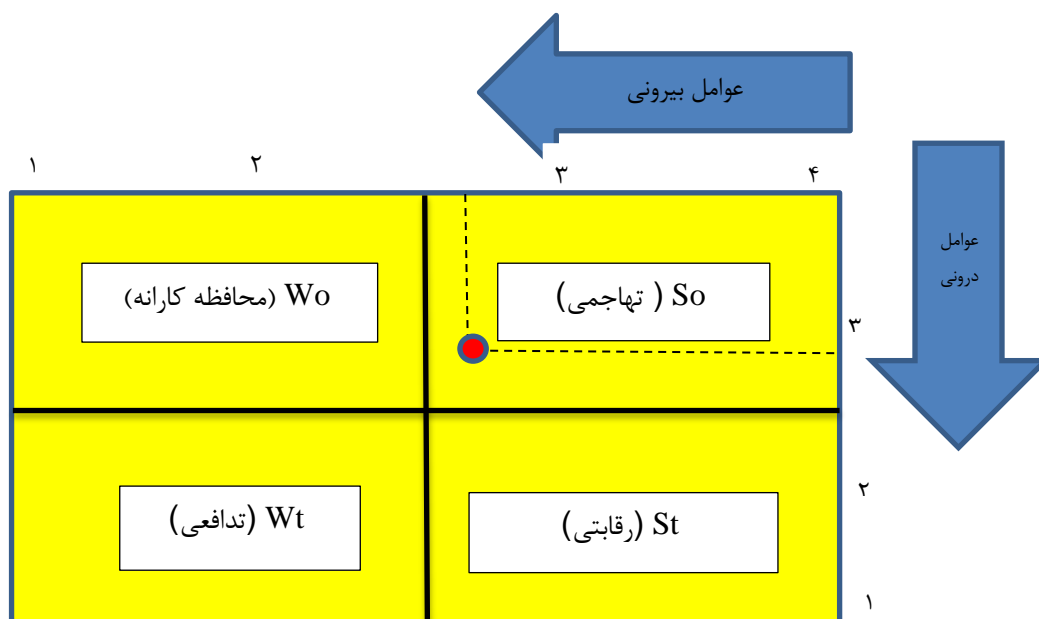 عوامل بیرونی
۴ ۳ ۲ ۱
عوامل
درونی
So ( تهاجمی)
Wo (محافظه کارانه)
۳
St (رقابتی)
Wt (تدافعی)
۲
۱